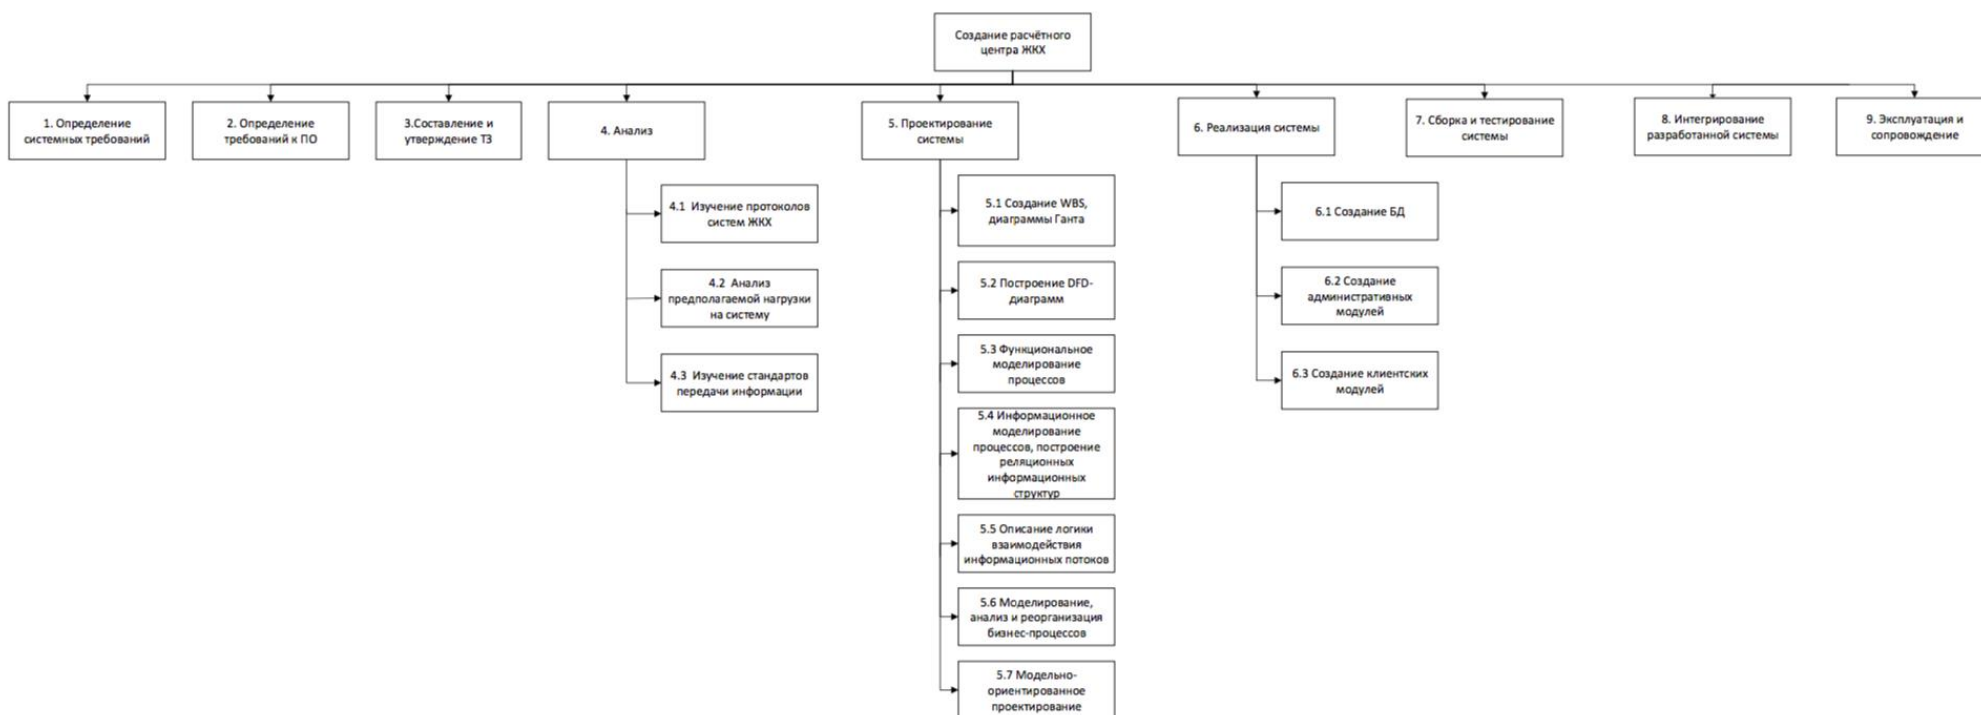 Создание расчётного
центра ЖКХ
1. Определение
системных требований
2. Определение
требований к ПО
3.Составление и
утверждение ТЗ
4. Анализ
5. Проектирование
системы
6. Реализация системы
7. Сборка и тестирование
системы
8. Интегрирование
разработанной системы
9. Эксплуатация и
сопровождение
4.1 Изучение протоколов
систем ЖКХ
4.2 Анализ
предполагаемой нагрузки
на систему
4.3 Изучение стандартов
передачи информации
5.1 Создание WBS,
диаграммы Ганта
5.2 Построение DFD-
диаграмм
5.3 Функциональное
моделирование
процессов
5.4 Информационное
моделирование
процессов, построение
реляционных
информационных
структур
5.5 Описание логики
взаимодействия
информационных потоков
5.6 Моделирование,
анализ и реорганизация
бизнес-процессов
5.7 Модельно-
ориентированное
проектирование
6.1 Создание БД
6.2 Создание
административных
модулей
6.3 Создание клиентских
модулей